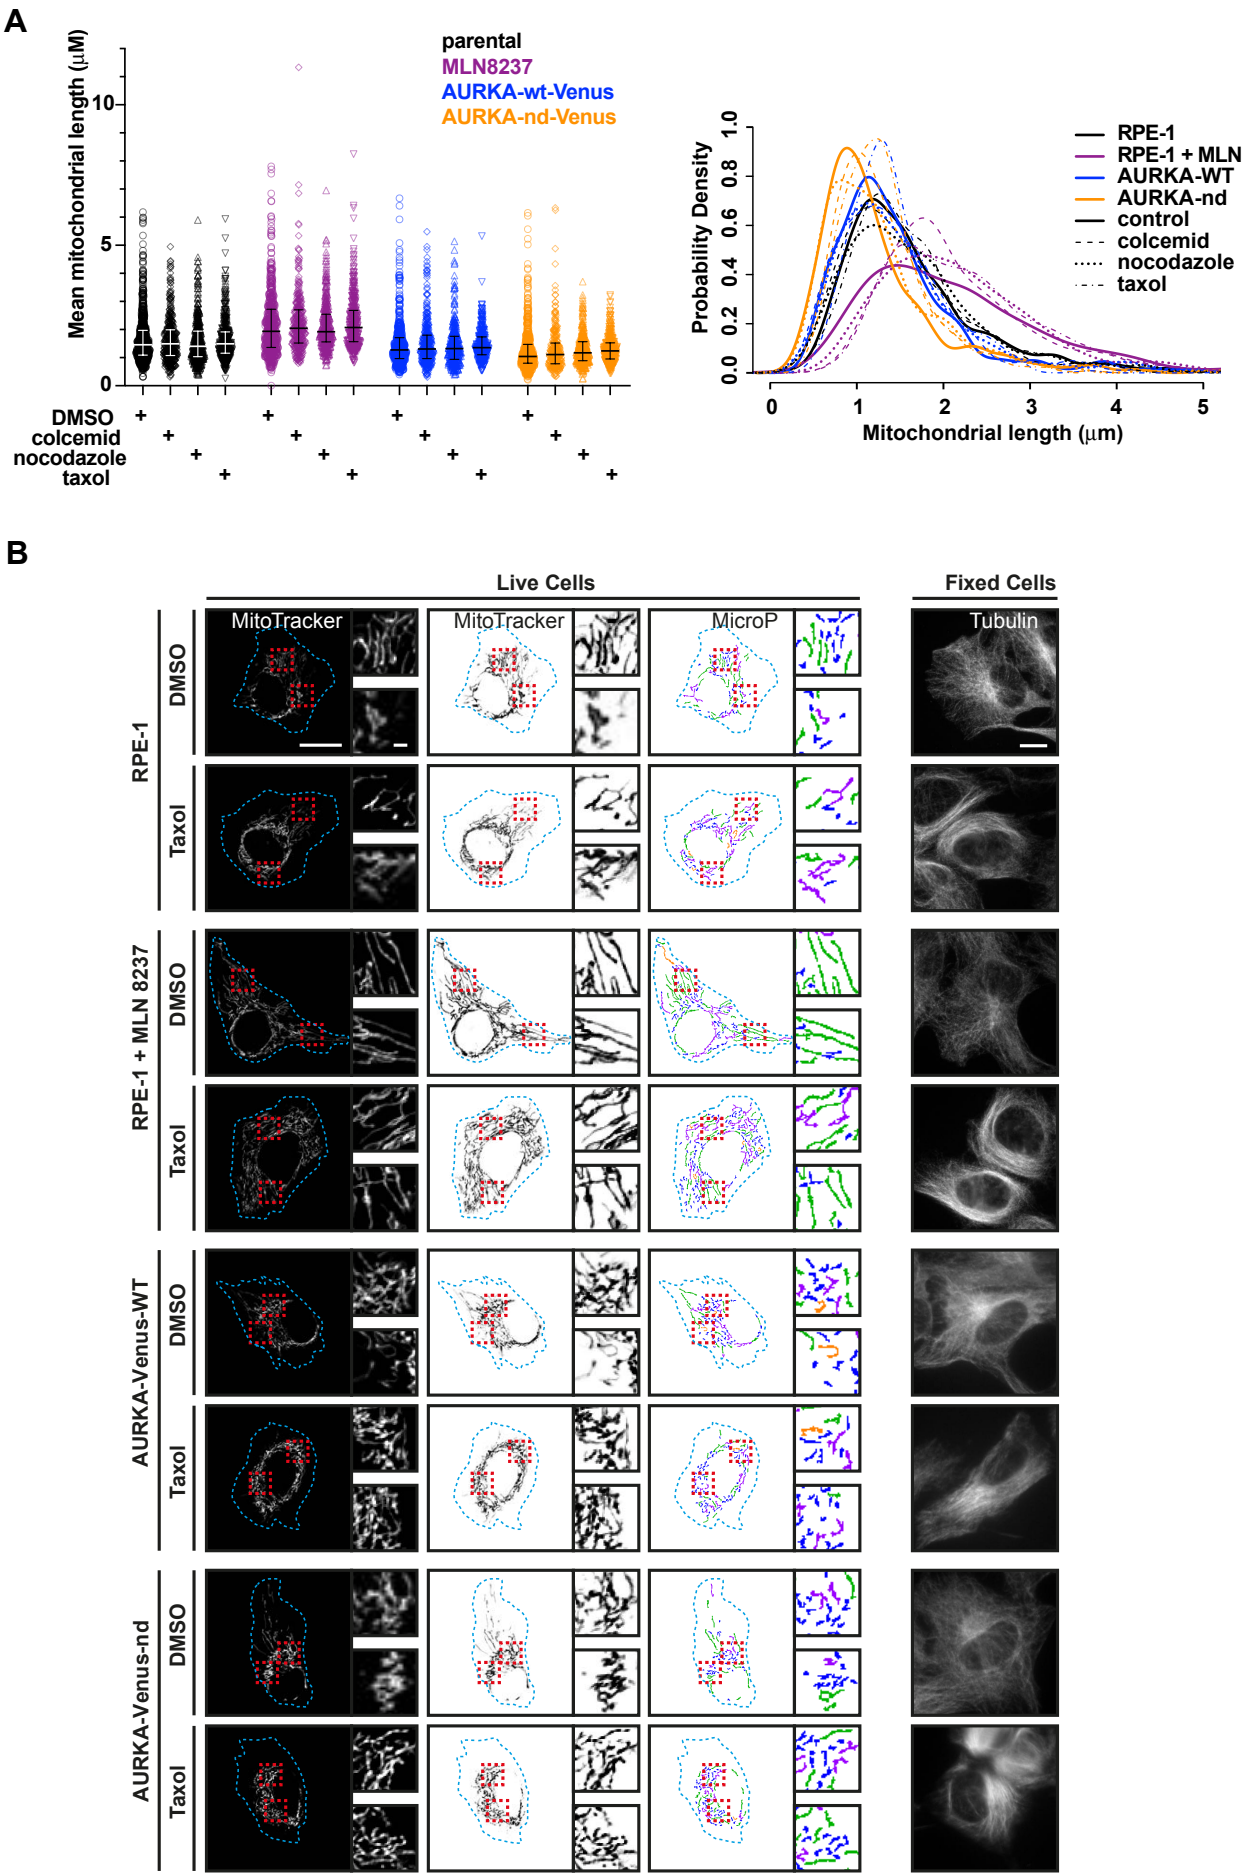 A
Mean mitochondrial length (μM)
10
5
0
parental
MLN8237
AURKA-wt-Venus
AURKA-nd-Venus
DMSO + + + +
colcemid + + + +
nocodazole + + + +
taxol + + + +
Probability Density
1.0
0.8
0.6
0.4
0.2
0.0
0 1 2 3 4 5
Mitochondrial length (μm)
RPE-1
RPE-1 + MLN
AURKA-WT
AURKA-nd
control
colcemid
nocodazole
taxol
B
Live Cells
Fixed Cells
MitoTracker
MitoTracker
MicroP
Tubulin
RPE-1
DMSO
Taxol
RPE-1 + MLN 8237
DMSO
Taxol
AURKA-Venus-WT
DMSO
Taxol
AURKA-Venus-nd
DMSO
Taxol